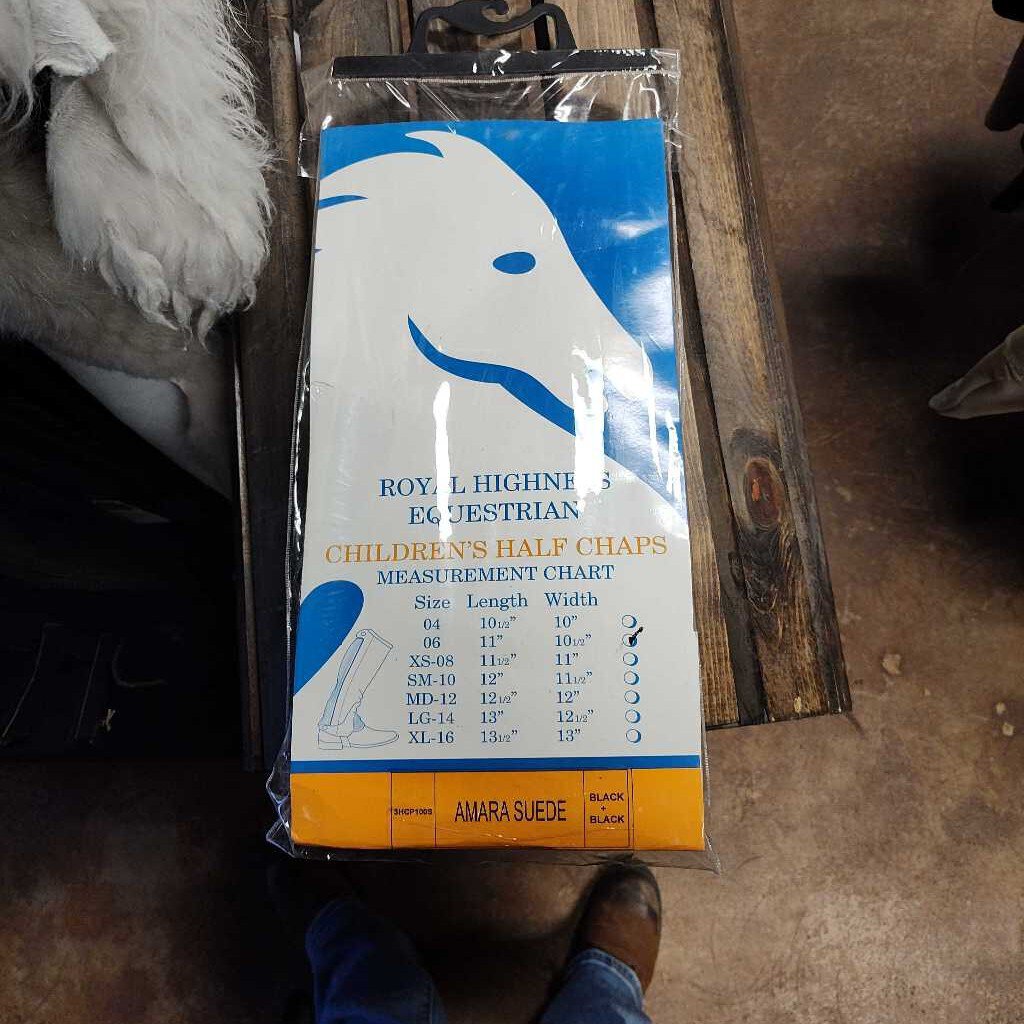 ROYAL HIGHNESS
EQUESTRIAN
CHILDREN'S HALF CHAPS
MEASUREMENT CHART
Size Length Width
04 10 1/2" 10"
06 11" 10 1/2"
XS-08 11 1/2" 11"
SM-10 12" 11 1/2"
MD-12 12 1/2" 12"
LG-14 13" 12 1/2"
XL-16 13 1/2" 13"
AMARA SUEDE
BLACK
+
BLACK